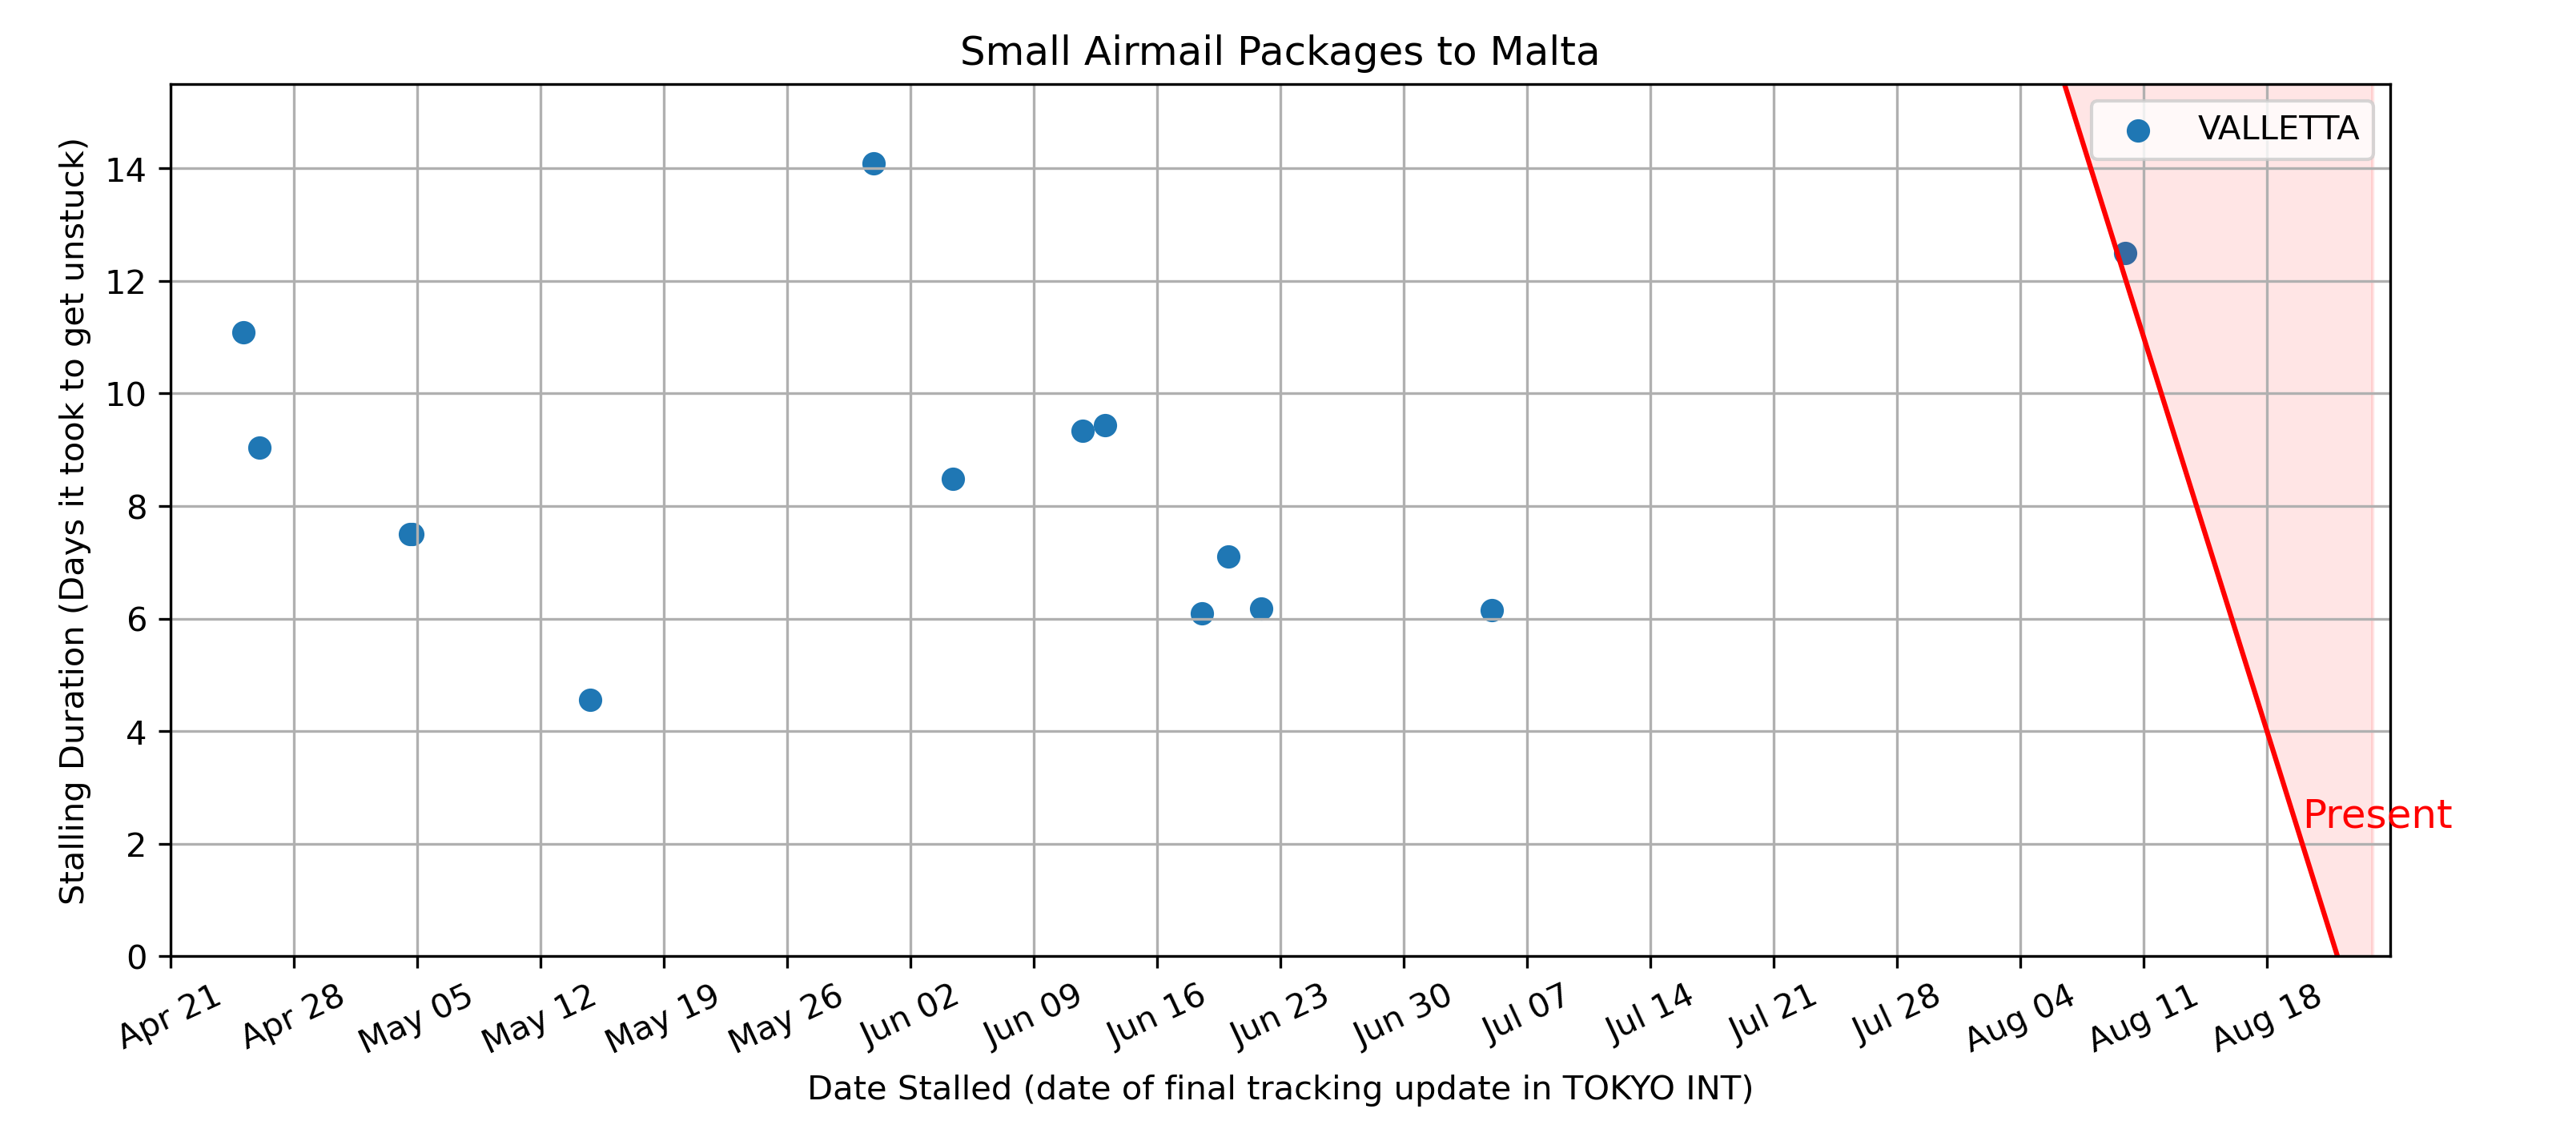 Small Airmail Packages to Malta
VALLETTA
Stalling Duration (Days it took to get unstuck)
14
12
10
8
6
4
2
0
Present
Apr 21
Apr 28
May 05
May 12
May 19
May 26
Jun 02
Jun 09
Jun 16
Jun 23
Jun 30
Jul 07
Jul 14
Jul 21
Jul 28
Aug 04
Aug 11
Aug 18
Date Stalled (date of final tracking update in TOKYO INT)